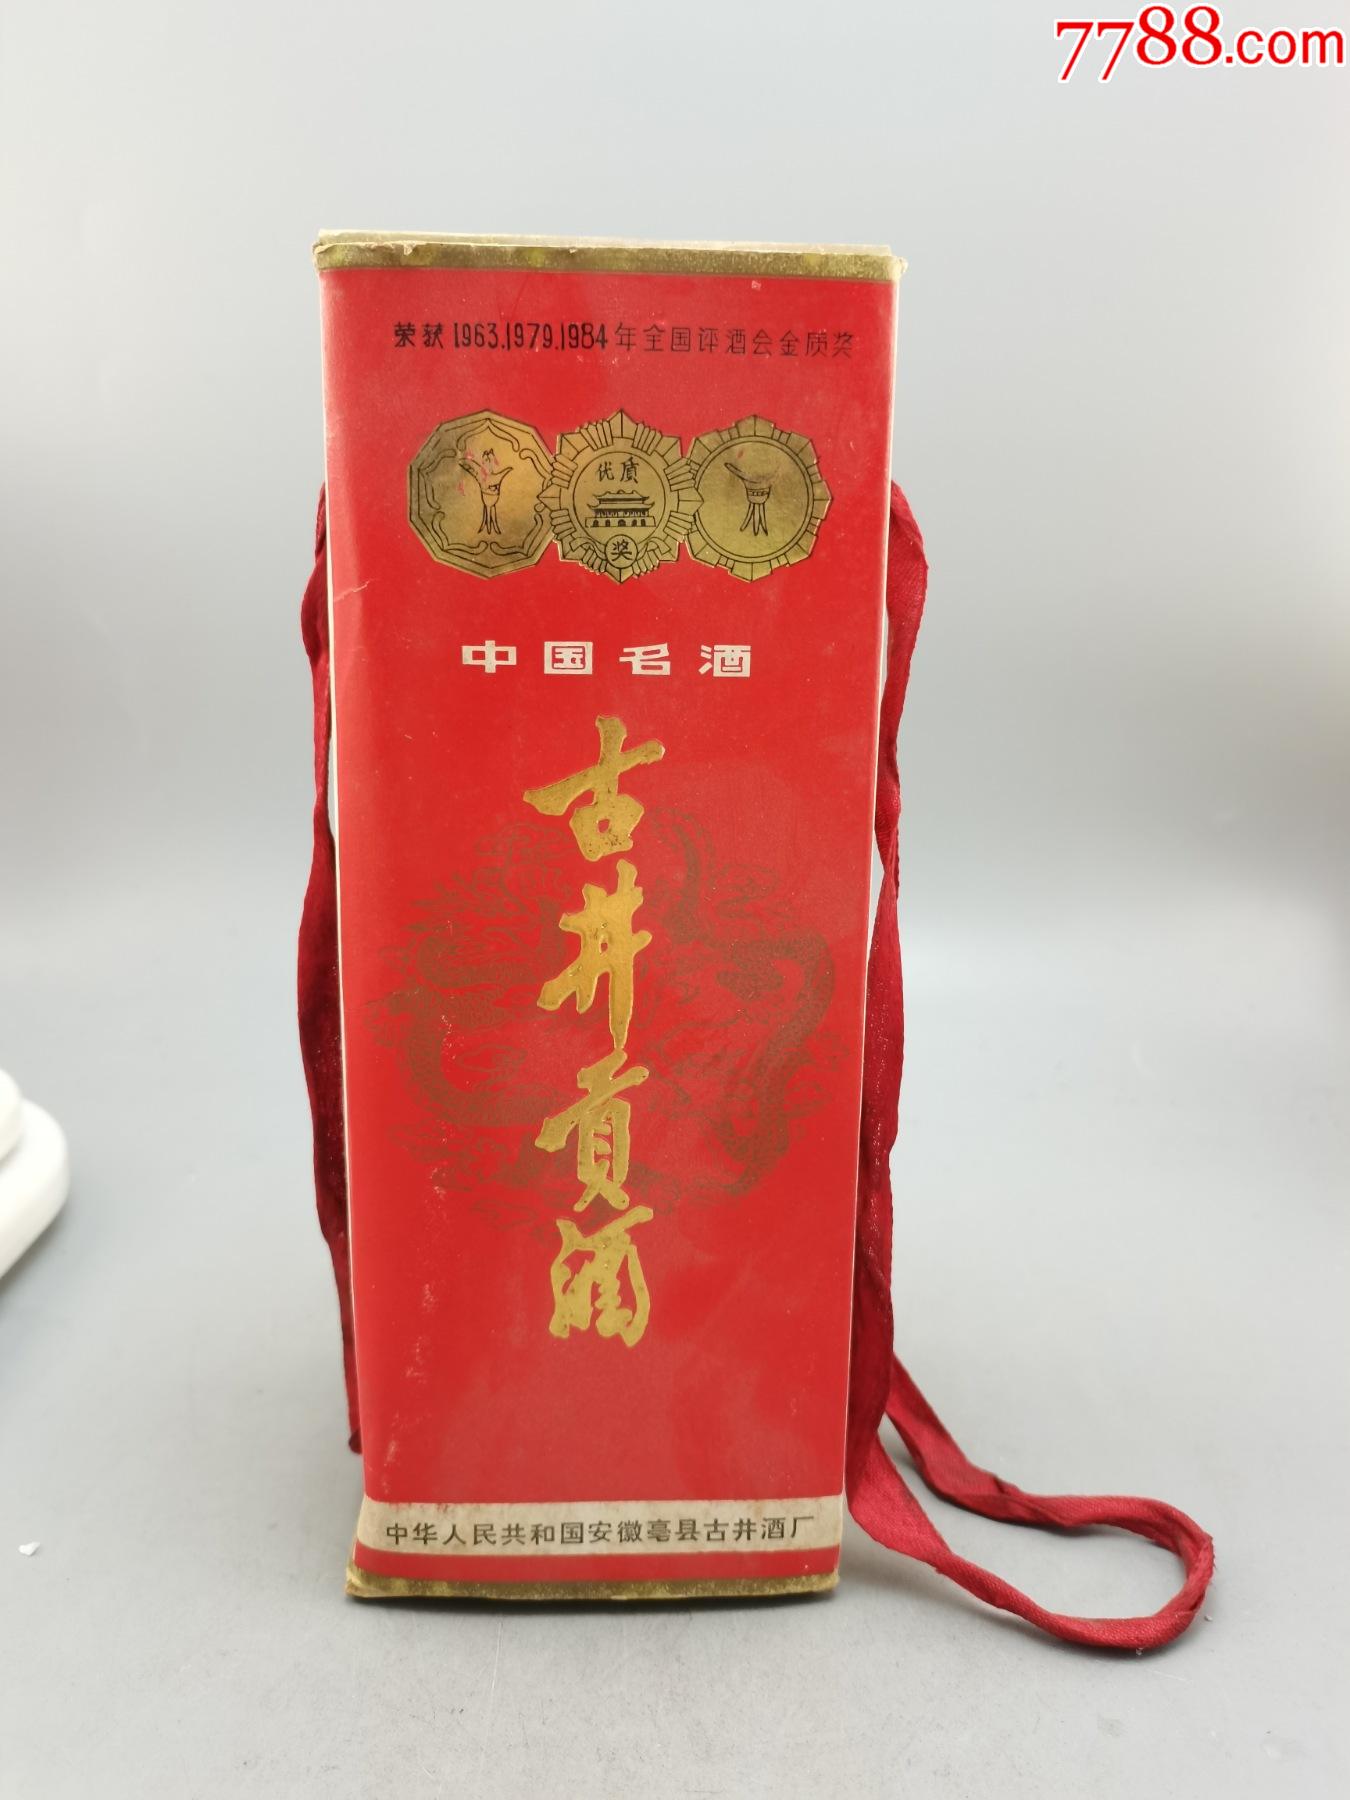 7788.com
荣获1963.1979.1984年全国评酒会金质奖
优质
奖
中国名酒
古井贡酒
中华人民共和国安徽亳县古井酒厂